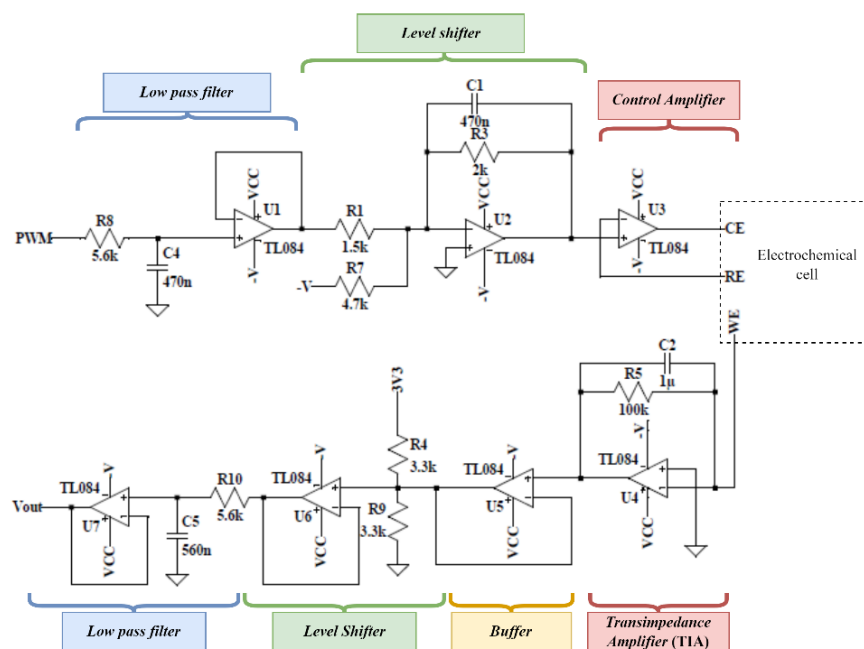 Level shifter
Low pass filter
Control Amplifier
C1
470n
R3
2k
VCC
U1
VCC
U2
VCC
U3
PWM
R8
5.6k
R1
1.5k
TL084
TL084
TL084
CE
C4
470n
-V
R7
4.7k
-V
-V
-V
RE
Electrochemical
cell
WE
C2
1µ
R5
100k
3V3
-V
R4
3.3k
TL084
V
TL084
V
TL084
V
TL084
R10
5.6k
R9
3.3k
Vout
U7
VCC
C5
560n
U6
VCC
U5
VCC
U4
VCC
Low pass filter
Level Shifter
Buffer
Transimpedance
Amplifier (TIA)